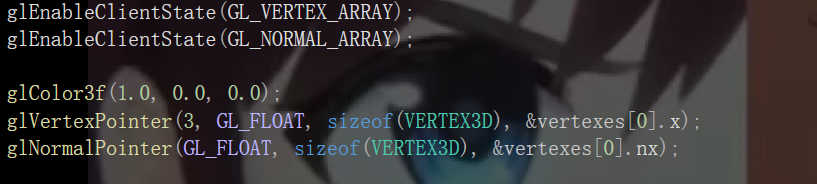 glEnableClientState(GL_VERTEX_ARRAY);
glEnableClientState(GL_NORMAL_ARRAY);
glColor3f(1.0, 0.0, 0.0);
glVertexPointer(3, GL_FLOAT, sizeof(VERTEX3D), &vertexes[0].x);
glNormalPointer(GL_FLOAT, sizeof(VERTEX3D), &vertexes[0].nx);